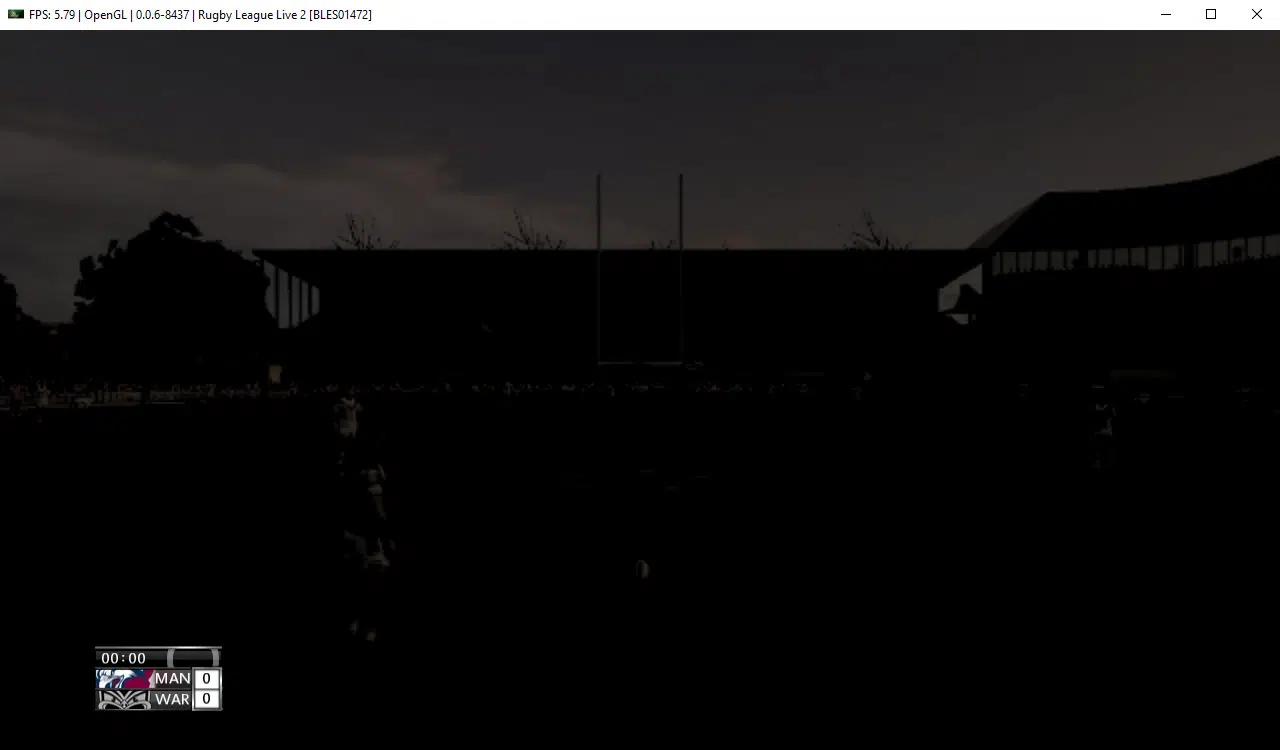 FPS: 5.79 | OpenGL | 0.0.6-8437 | Rugby League Live 2 [BLES01472]
00:00
MAN 0
WAR 0